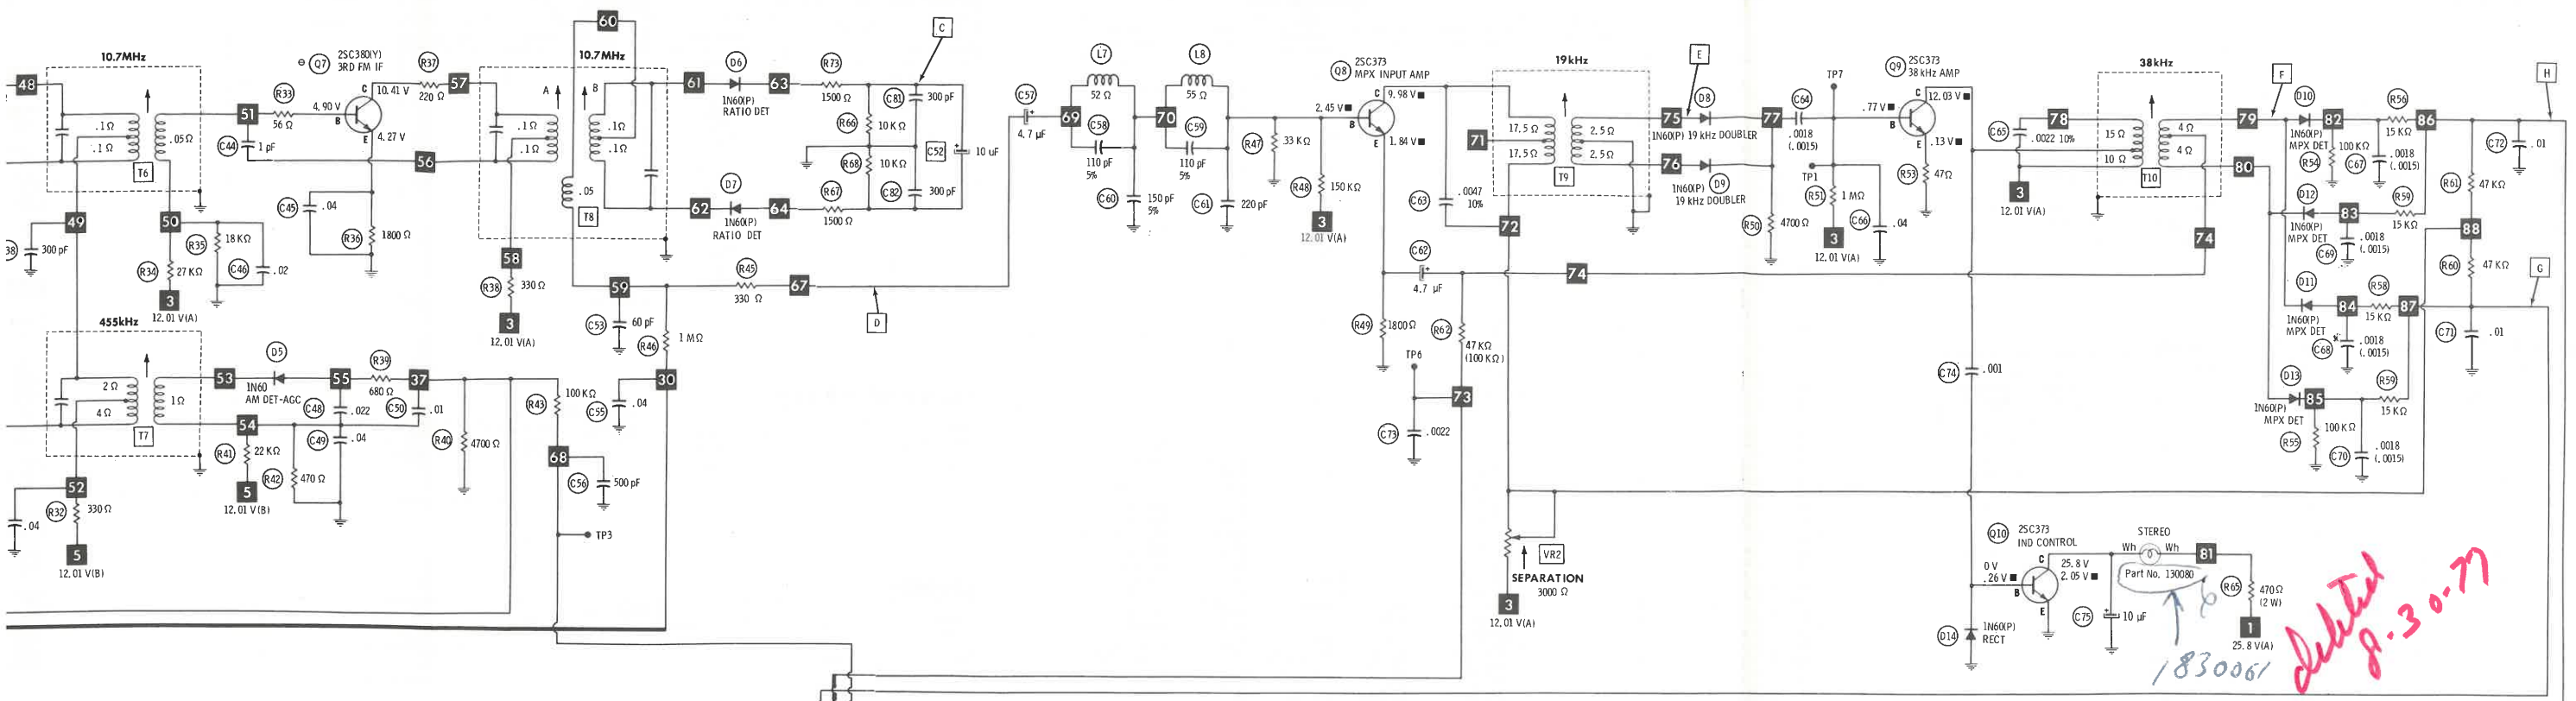 60
C
10.7MHz
Q7
2SC380(Y)
3RD FM IF
R37
220 Ω
57
48
C
10.41 V
R33
56 Ω
51
4.90 V
B
E
4.27 V
.1Ω
.1Ω
.05Ω
C44
1 pF
56
T6
49
38
300 pF
50
R35
18 KΩ
R34
27 KΩ
C46
.02
3
12.01 V(A)
C45
.04
R36
1800 Ω
10.7MHz
A
B
.1Ω
.1Ω
.1Ω
.1Ω
.05
T8
58
R38
330 Ω
3
12.01 V(A)
61
D6
1N60(P)
RATIO DET
63
R73
1500 Ω
C81
300 pF
R66
10 K Ω
C52
10 uF
R68
10KΩ
C82
300 pF
62
D7
1N60(P)
RATIO DET
64
R67
1500 Ω
59
R45
330 Ω
67
D
C53
60 pF
R46
1 MΩ
30
C55
.04
455kHz
2 Ω
4 Ω
1Ω
T7
53
D5
1N60
AM DET-AGC
55
R39
680 Ω
37
C48
.022
C50
.01
54
C49
.04
R41
22 KΩ
R42
470 Ω
5
12.01 V(B)
R40
4700 Ω
R43
100 KΩ
68
C56
500 pF
TP3
52
R32
330 Ω
.04
5
12.01 V(B)
C57
4.7 µF
69
L7
52 Ω
C58
110 pF
5%
70
L8
55 Ω
C59
110 pF
5%
C60
150 pF
5%
C61
220 pF
R47
33 KΩ
R48
150 KΩ
3
12.01 V(A)
Q8
2SC373
MPX INPUT AMP
C
9.98 V■
2.45 V■
B
E
1.84 V■
C63
.0047
10%
C62
4.7 µF
R49
1800Ω
R62
47 KΩ
(100 KΩ)
TP6
73
C73
.0022
19kHz
17.5 Ω
17.5 Ω
2.5 Ω
2.5 Ω
T9
71
72
74
E
75
D8
1N60(P) 19 kHz DOUBLER
76
1N60(P)
D9
19 kHz DOUBLER
77
C64
.0018
(.0015)
TP7
R50
4700Ω
TP1
R51
1 MΩ
3
12.01 V(A)
C66
.04
Q9
2SC373
38 kHz AMP
C
12.03 V■
.77 V■
B
E
.13 V■
R53
47Ω
C74
.001
VR2
SEPARATION
3000 Ω
3
12.01 V(A)
38kHz
C65
.0022 10%
78
15 Ω
10 Ω
4 Ω
4 Ω
T10
3
12.01 V(A)
79
80
74
F
D10
1N60(P)
MPX DET
82
R54
100 KΩ
C67
.0018
(.0015)
R56
15 KΩ
86
D12
1N60(P)
MPX DET
83
R59
15 KΩ
C69
.0018
(.0015)
D11
1N60(P)
MPX DET
84
R58
15 KΩ
87
C68
.0018
(.0015)
D13
1N60(P)
MPX DET
85
R55
100 KΩ
R59
15 KΩ
C70
.0018
(.0015)
R61
47 KΩ
88
R60
47 KΩ
C72
.01
C71
.01
G
H
Q10
2SC373
IND CONTROL
0 V
.26 V■
B
C
25.8 V
2.05 V■
E
D14
1N60(P)
RECT
STEREO
Wh
Wh
81
Part No. 130080
C75
10 µF
R65
470Ω
(2 W)
1
25.8 V(A)
1830061